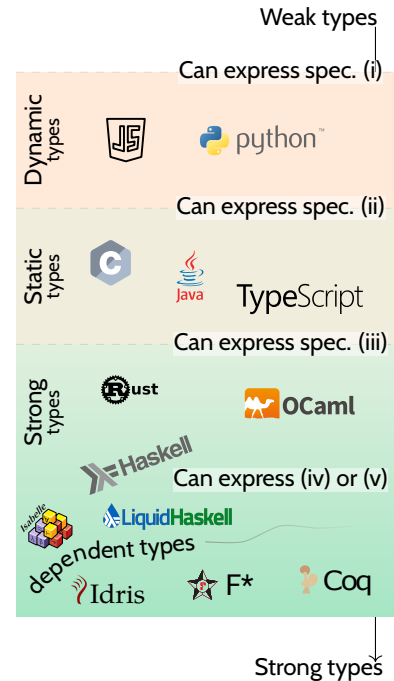 Weak types
Can express spec. (i)
Dynamic
types
JS
python™
Can express spec. (ii)
Static
types
C
Java
TypeScript
Can express spec. (iii)
Strong
types
Rust
OCaml
Haskell
Can express (iv) or (v)
Isabelle
LiquidHaskell
dependent types
Idris
F*
Coq
Strong types